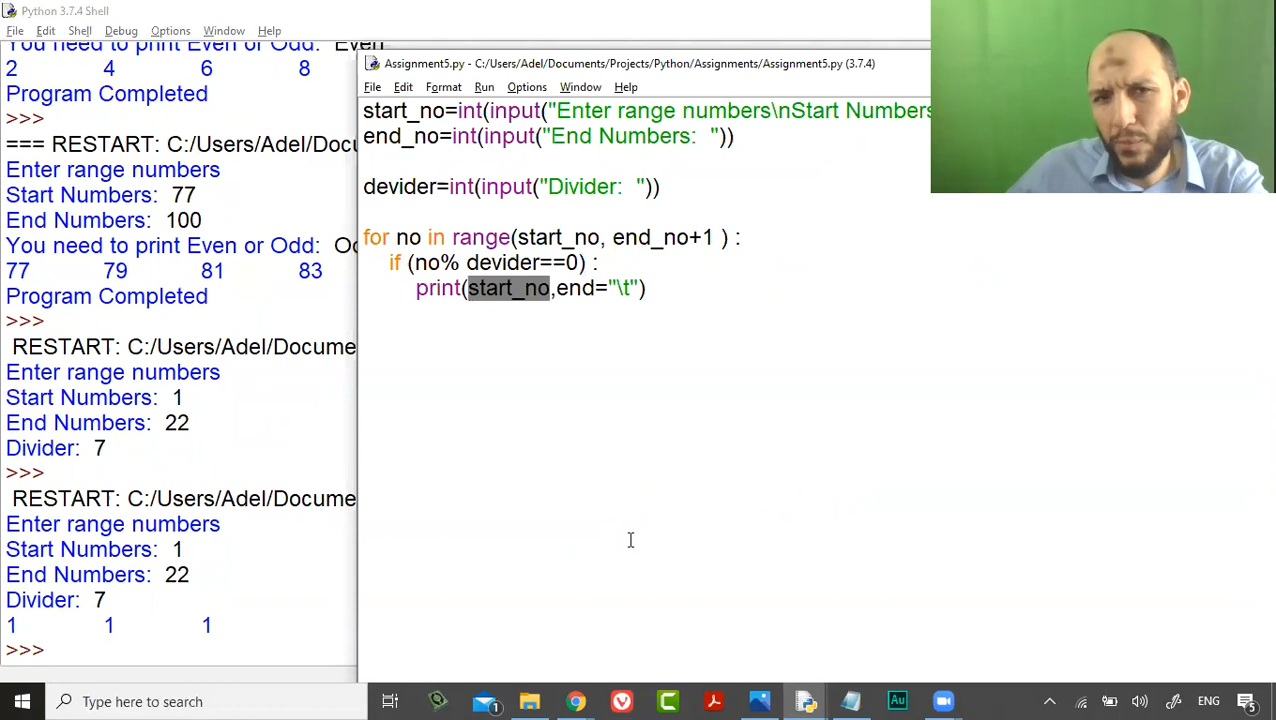 Python 3.7.4 Shell
File Edit Shell Debug Options Window Help
You need to print Even or Odd: Even
2 4 6 8
Program Completed
>>>
=== RESTART: C:/Users/Adel/Docu
Enter range numbers
Start Numbers: 77
End Numbers: 100
You need to print Even or Odd: Oc
77 79 81 83
Program Completed
>>>
RESTART: C:/Users/Adel/Docume
Enter range numbers
Start Numbers: 1
End Numbers: 22
Divider: 7
>>>
RESTART: C:/Users/Adel/Docume
Enter range numbers
Start Numbers: 1
End Numbers: 22
Divider: 7
1 1 1
>>>
Assignment5.py - C:/Users/Adel/Documents/Projects/Python/Assignments/Assignment5.py (3.7.4)
File Edit Format Run Options Window Help
start_no=int(input("Enter range numbers\nStart Numbers
end_no=int(input("End Numbers: "))
devider=int(input("Divider: "))
for no in range(start_no, end_no+1 ) :
if (no% devider==0) :
print(start_no,end="\t")
Type here to search
1
Au
ENG
5